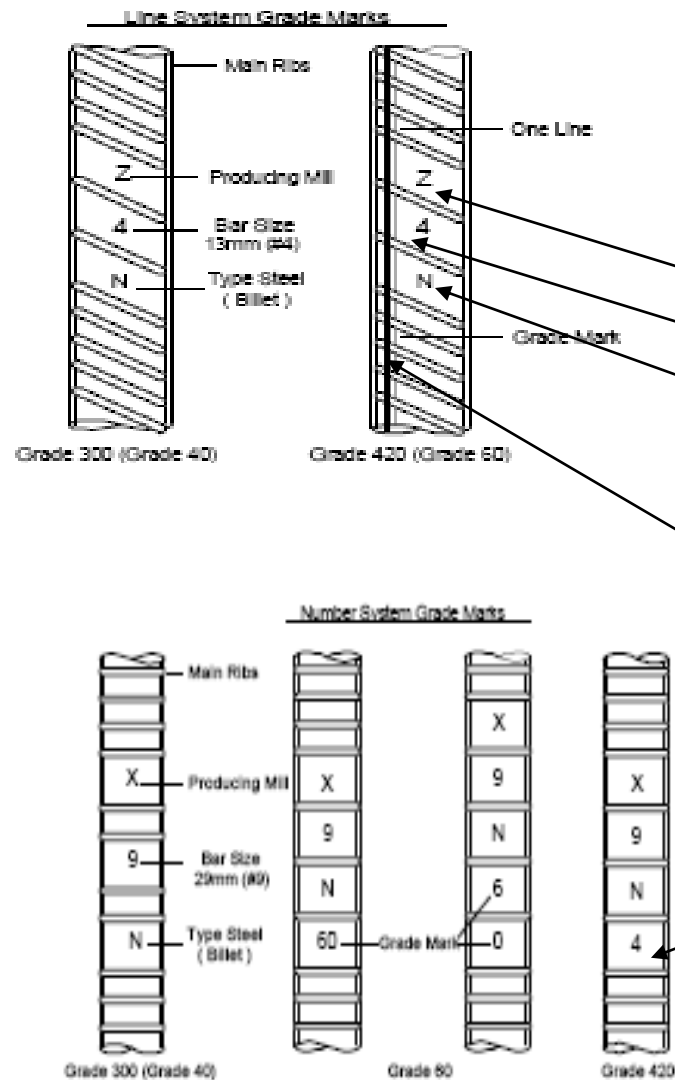 Line System Grade Marks
Main Ribs
One Line
Z
Producing Mill
Z
4
Bar Size
13mm (#4)
4
N
Type Steel
( Billet )
N
Grade Mark
Grade 300 (Grade 40)
Grade 420 (Grade 60)
Number System Grade Marks
Main Ribs
X
X
Producing Mill
X
X
9
9
Bar Size
29mm (#9)
9
9
N
N
N
N
Type Steel
( Billet )
60
Grade Mark
6
0
4
Grade 300 (Grade 40)
Grade 60
Grade 420